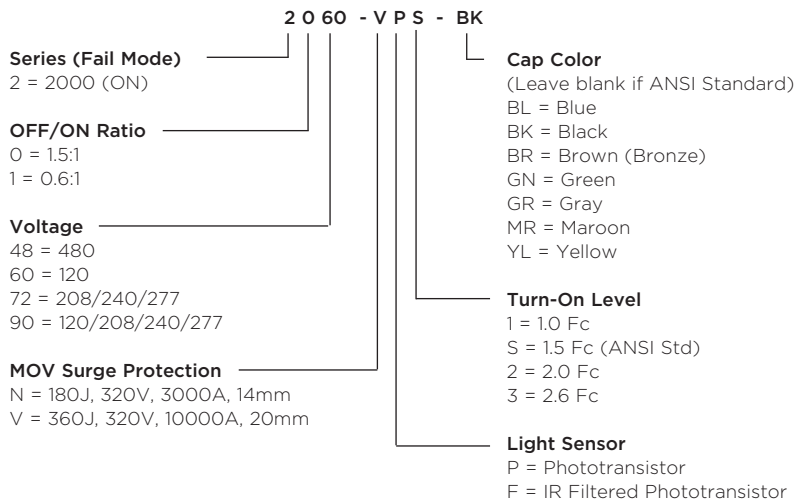 2 0 60 - V P S - BK
Series (Fail Mode)
2 = 2000 (ON)
OFF/ON Ratio
0 = 1.5:1
1 = 0.6:1
Voltage
48 = 480
60 = 120
72 = 208/240/277
90 = 120/208/240/277
MOV Surge Protection
N = 180J, 320V, 3000A, 14mm
V = 360J, 320V, 10000A, 20mm
Cap Color
(Leave blank if ANSI Standard)
BL = Blue
BK = Black
BR = Brown (Bronze)
GN = Green
GR = Gray
MR = Maroon
YL = Yellow
Turn-On Level
1 = 1.0 Fc
S = 1.5 Fc (ANSI Std)
2 = 2.0 Fc
3 = 2.6 Fc
Light Sensor
P = Phototransistor
F = IR Filtered Phototransistor